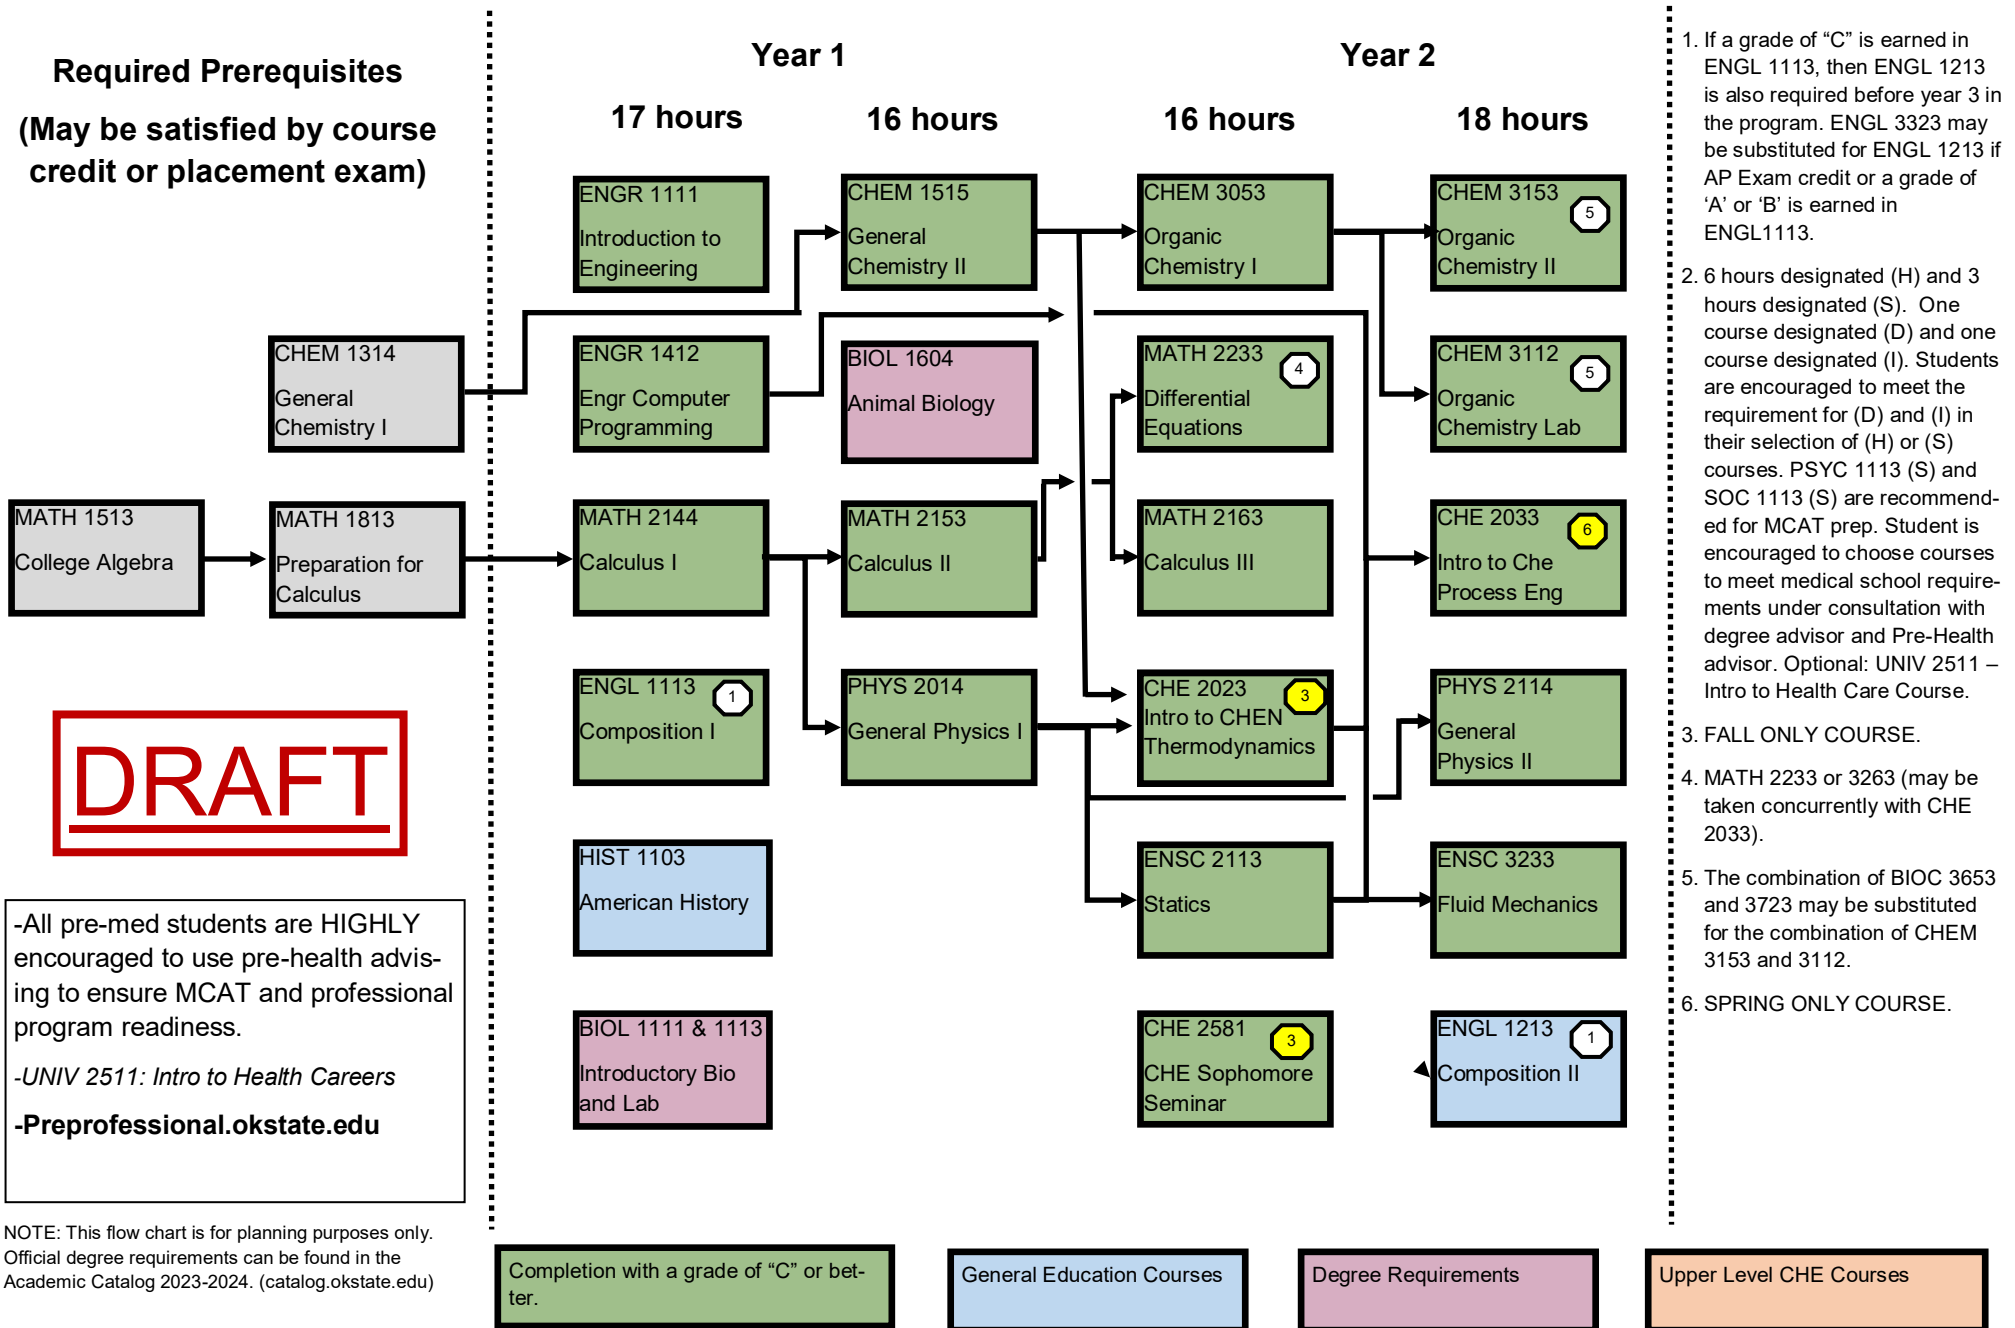 Required Prerequisites
(May be satisfied by course
credit or placement exam)
Year 1
Year 2
17 hours
16 hours
16 hours
18 hours
CHEM 1314
General
Chemistry I
MATH 1513
College Algebra
MATH 1813
Preparation for
Calculus
ENGR 1111
Introduction to
Engineering
ENGR 1412
Engr Computer
Programming
MATH 2144
Calculus I
ENGL 1113
1
Composition I
HIST 1103
American History
BIOL 1111 & 1113
Introductory Bio
and Lab
CHEM 1515
General
Chemistry II
BIOL 1604
Animal Biology
MATH 2153
Calculus II
PHYS 2014
General Physics I
CHEM 3053
Organic
Chemistry I
MATH 2233
4
Differential
Equations
MATH 2163
Calculus III
CHE 2023
3
Intro to CHEN
Thermodynamics
ENSC 2113
Statics
CHE 2581
3
CHE Sophomore
Seminar
CHEM 3153
5
Organic
Chemistry II
CHEM 3112
5
Organic
Chemistry Lab
CHE 2033
6
Intro to Che
Process Eng
PHYS 2114
General
Physics II
ENSC 3233
Fluid Mechanics
ENGL 1213
1
Composition II
DRAFT
-All pre-med students are HIGHLY
encouraged to use pre-health advis-
ing to ensure MCAT and professional
program readiness.
-UNIV 2511: Intro to Health Careers
-Preprofessional.okstate.edu
NOTE: This flow chart is for planning purposes only.
Official degree requirements can be found in the
Academic Catalog 2023-2024. (catalog.okstate.edu)
1. If a grade of “C” is earned in
ENGL 1113, then ENGL 1213
is also required before year 3 in
the program. ENGL 3323 may
be substituted for ENGL 1213 if
AP Exam credit or a grade of
‘A’ or ‘B’ is earned in
ENGL1113.
2. 6 hours designated (H) and 3
hours designated (S). One
course designated (D) and one
course designated (I). Students
are encouraged to meet the
requirement for (D) and (I) in
their selection of (H) or (S)
courses. PSYC 1113 (S) and
SOC 1113 (S) are recommend-
ed for MCAT prep. Student is
encouraged to choose courses
to meet medical school require-
ments under consultation with
degree advisor and Pre-Health
advisor. Optional: UNIV 2511 –
Intro to Health Care Course.
3. FALL ONLY COURSE.
4. MATH 2233 or 3263 (may be
taken concurrently with CHE
2033).
5. The combination of BIOC 3653
and 3723 may be substituted
for the combination of CHEM
3153 and 3112.
6. SPRING ONLY COURSE.
Completion with a grade of “C” or bet-
ter.
General Education Courses
Degree Requirements
Upper Level CHE Courses